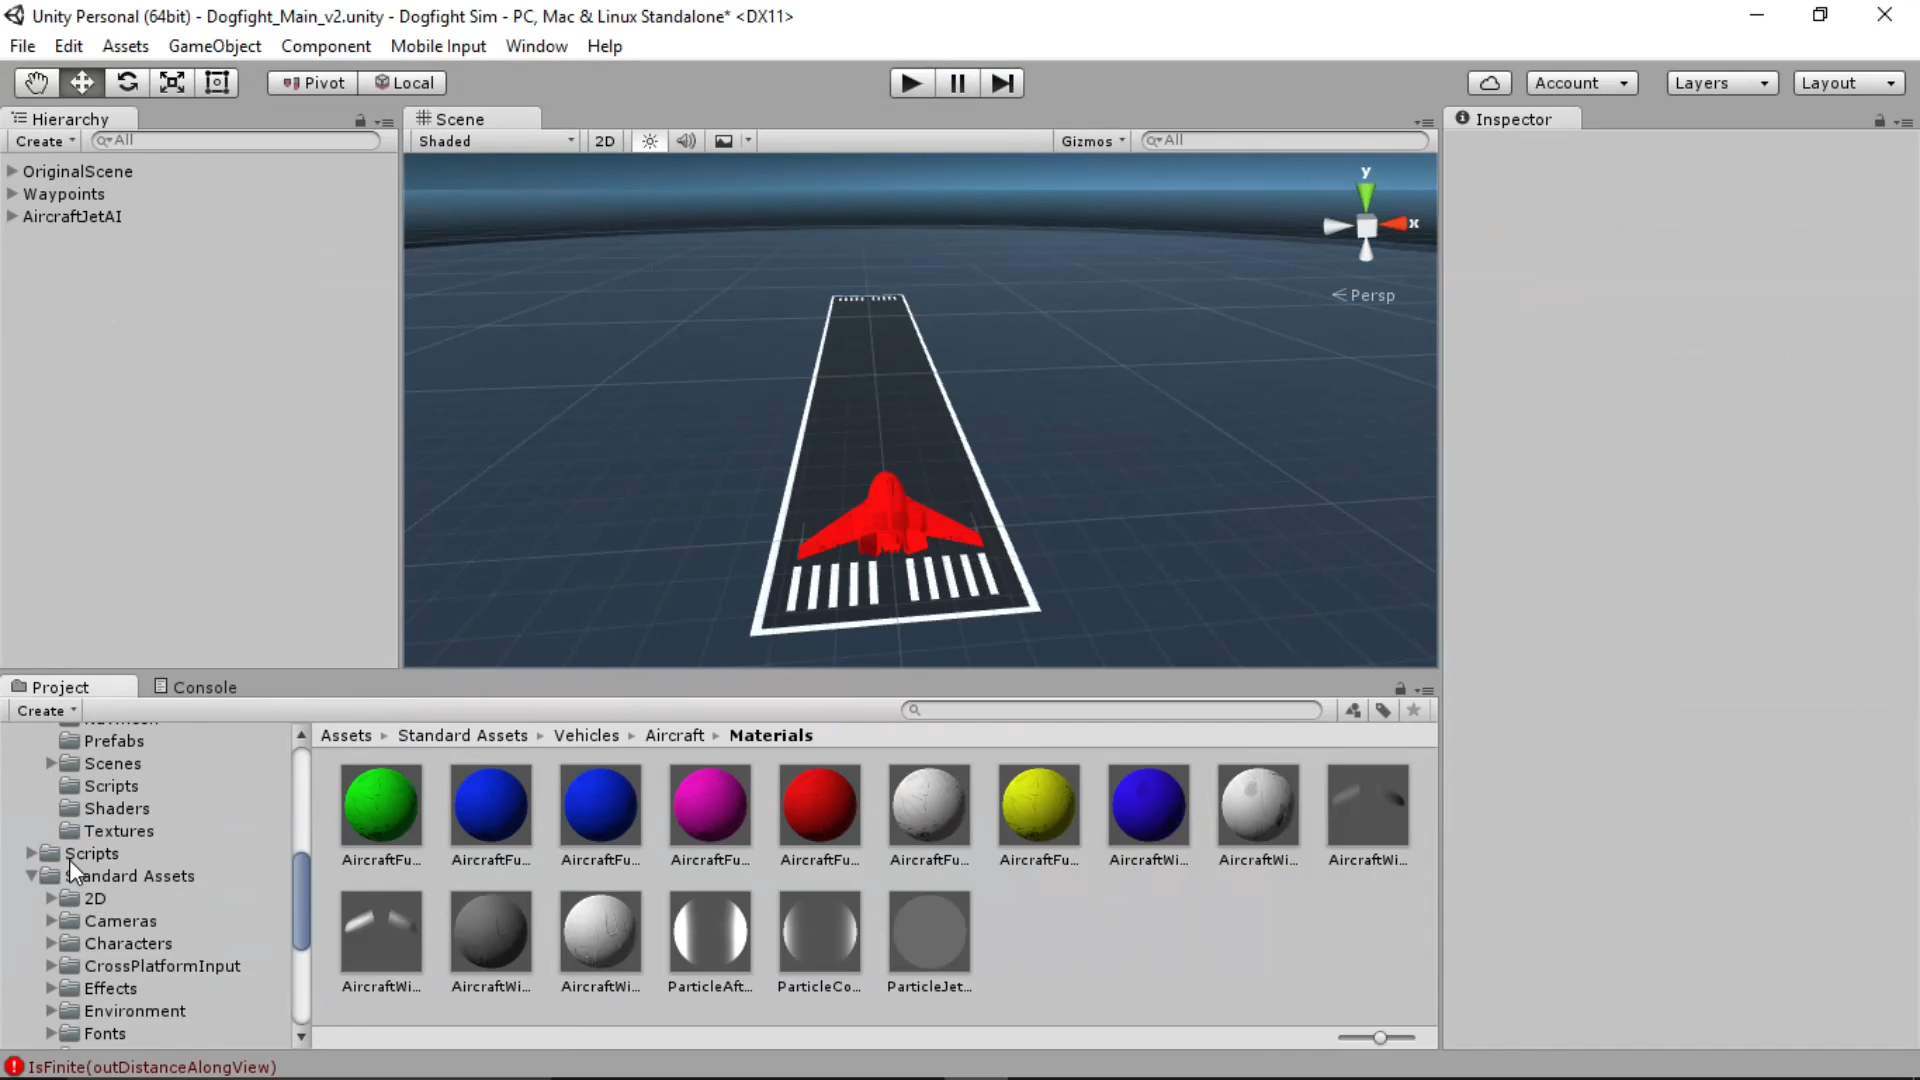 Unity Personal (64bit) - Dogfight_Main_v2.unity - Dogfight Sim - PC, Mac & Linux Standalone* <DX11>
File Edit Assets GameObject Component Mobile Input Window Help
Pivot Local Account Layers Layout
Hierarchy
Create All
OriginalScene
Waypoints
AircraftJetAI
Scene
Shaded 2D Gizmos All
y
x
Persp
Inspector
Project Console
Create
Prefabs
Scenes
Scripts
Shaders
Textures
Scripts
Standard Assets
2D
Cameras
Characters
CrossPlatformInput
Effects
Environment
Fonts
Assets Standard Assets Vehicles Aircraft Materials
AircraftFu... AircraftFu... AircraftFu... AircraftFu... AircraftFu... AircraftFu... AircraftFu... AircraftWi... AircraftWi... AircraftWi...
AircraftWi... AircraftWi... AircraftWi... ParticleAft... ParticleCo... ParticleJet...
IsFinite(outDistanceAlongView)